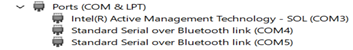 Ports (COM & LPT)
Intel(R) Active Management Technology - SOL (COM3)
Standard Serial over Bluetooth link (COM4)
Standard Serial over Bluetooth link (COM5)